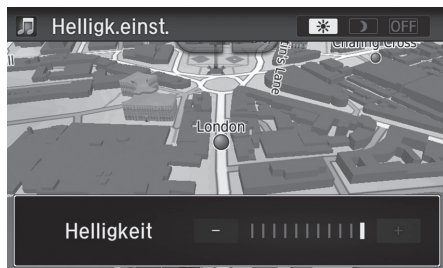 Helligk.einst.
OFF
Charing Cross
n's Lane
London
Helligkeit
- +